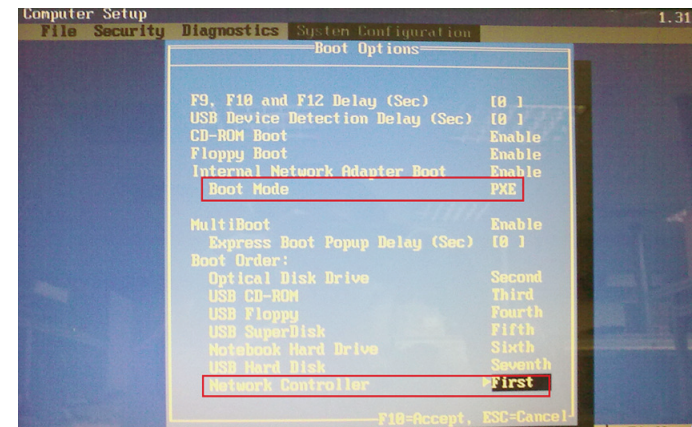 Computer Setup 1.31
File Security Diagnostics System Configuration
Boot Options
F9, F10 and F12 Delay (Sec) [0 ]
USB Device Detection Delay (Sec) [0 ]
CD-ROM Boot Enable
Floppy Boot Enable
Internal Network Adapter Boot Enable
Boot Mode PXE
MultiBoot Enable
Express Boot Popup Delay (Sec) [0 ]
Boot Order:
Optical Disk Drive Second
USB CD-ROM Third
USB Floppy Fourth
USB SuperDisk Fifth
Notebook Hard Drive Sixth
USB Hard Disk Seventh
Network Controller First
F10=Accept, ESC=Cancel